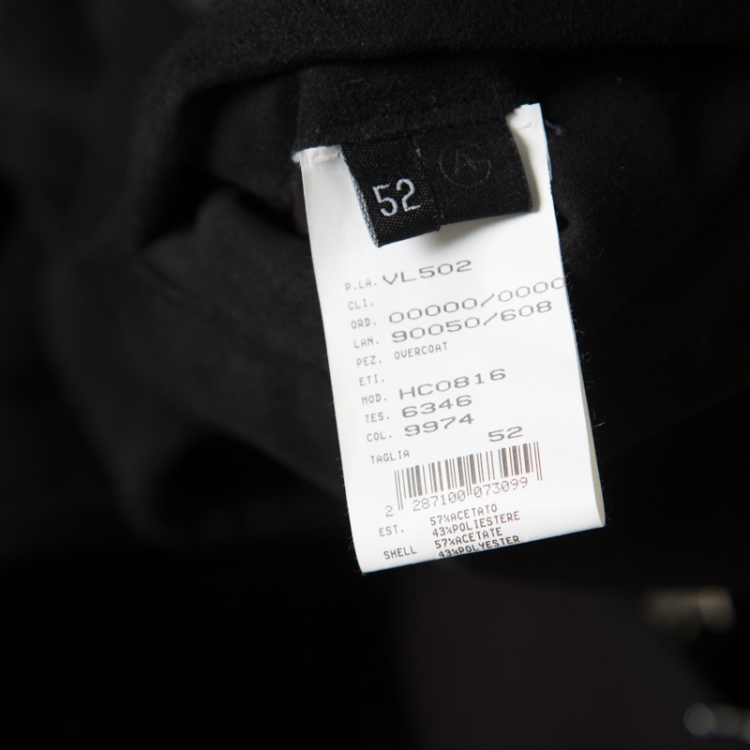 52 A
P.LA. VL502
CLI.
ORD. 00000/0000
LAN. 90050/608
PEZ. OVERCOAT
ETI.
MOD. HC0816
TES. 6346
COL. 9974
TAGLIA 52
2 287100 073099
EST. 57%ACETATO
43%POLIESTERE
SHELL 57%ACETATE
43%POLYESTER